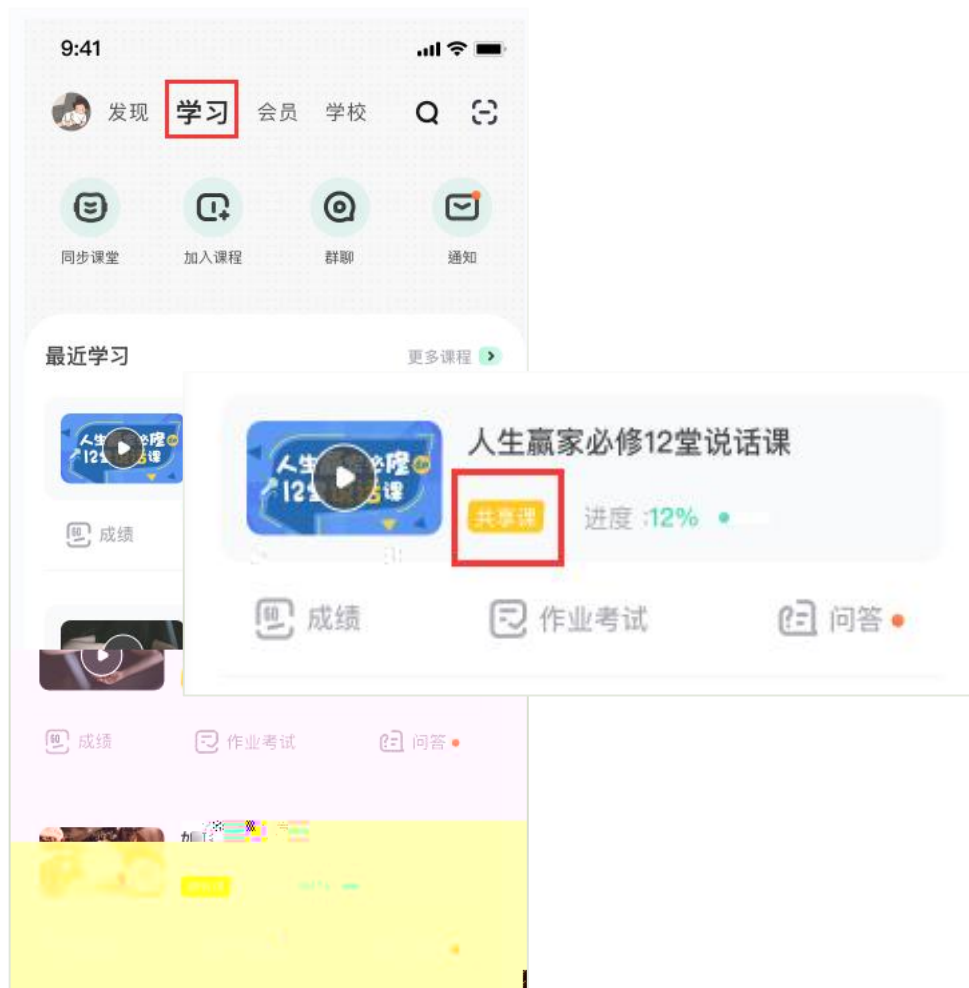 9:41
发现 学习 会员 学校
同步课堂 加入课程 群聊 通知
最近学习
更多课程
人生赢家必修12堂说话课
共享课 进度 :12%
成绩 作业考试 问答
成绩
成绩 作业考试 问答